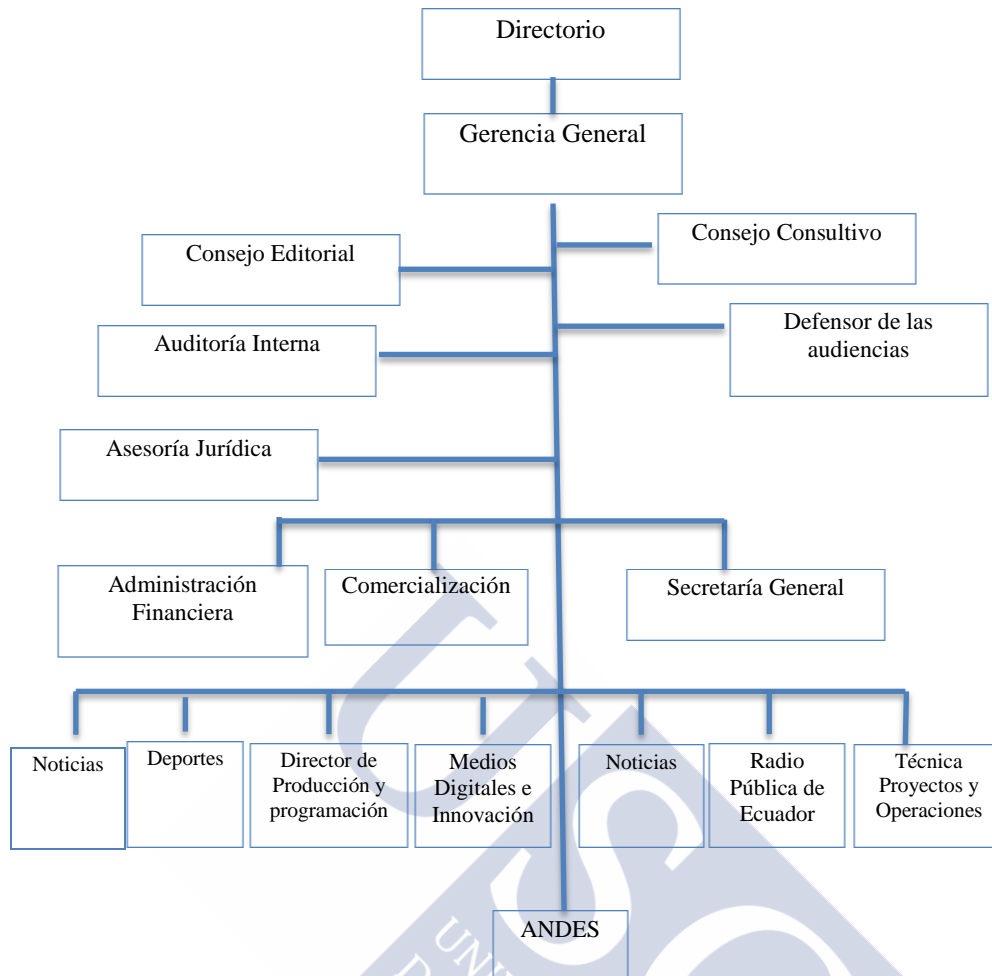 Directorio
Gerencia General
Consejo Consultivo
Consejo Editorial
Defensor de las
audiencias
Auditoría Interna
Asesoría Jurídica
Administración
Financiera
Comercialización
Secretaría General
Noticias
Deportes
Director de
Producción y
programación
Medios
Digitales e
Innovación
Noticias
Radio
Pública de
Ecuador
Técnica
Proyectos y
Operaciones
ANDES